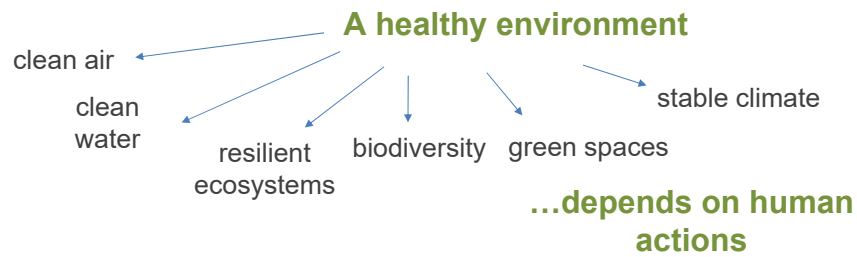 A healthy environment
clean air
clean
water
resilient
ecosystems
biodiversity
green spaces
stable climate
…depends on human
actions